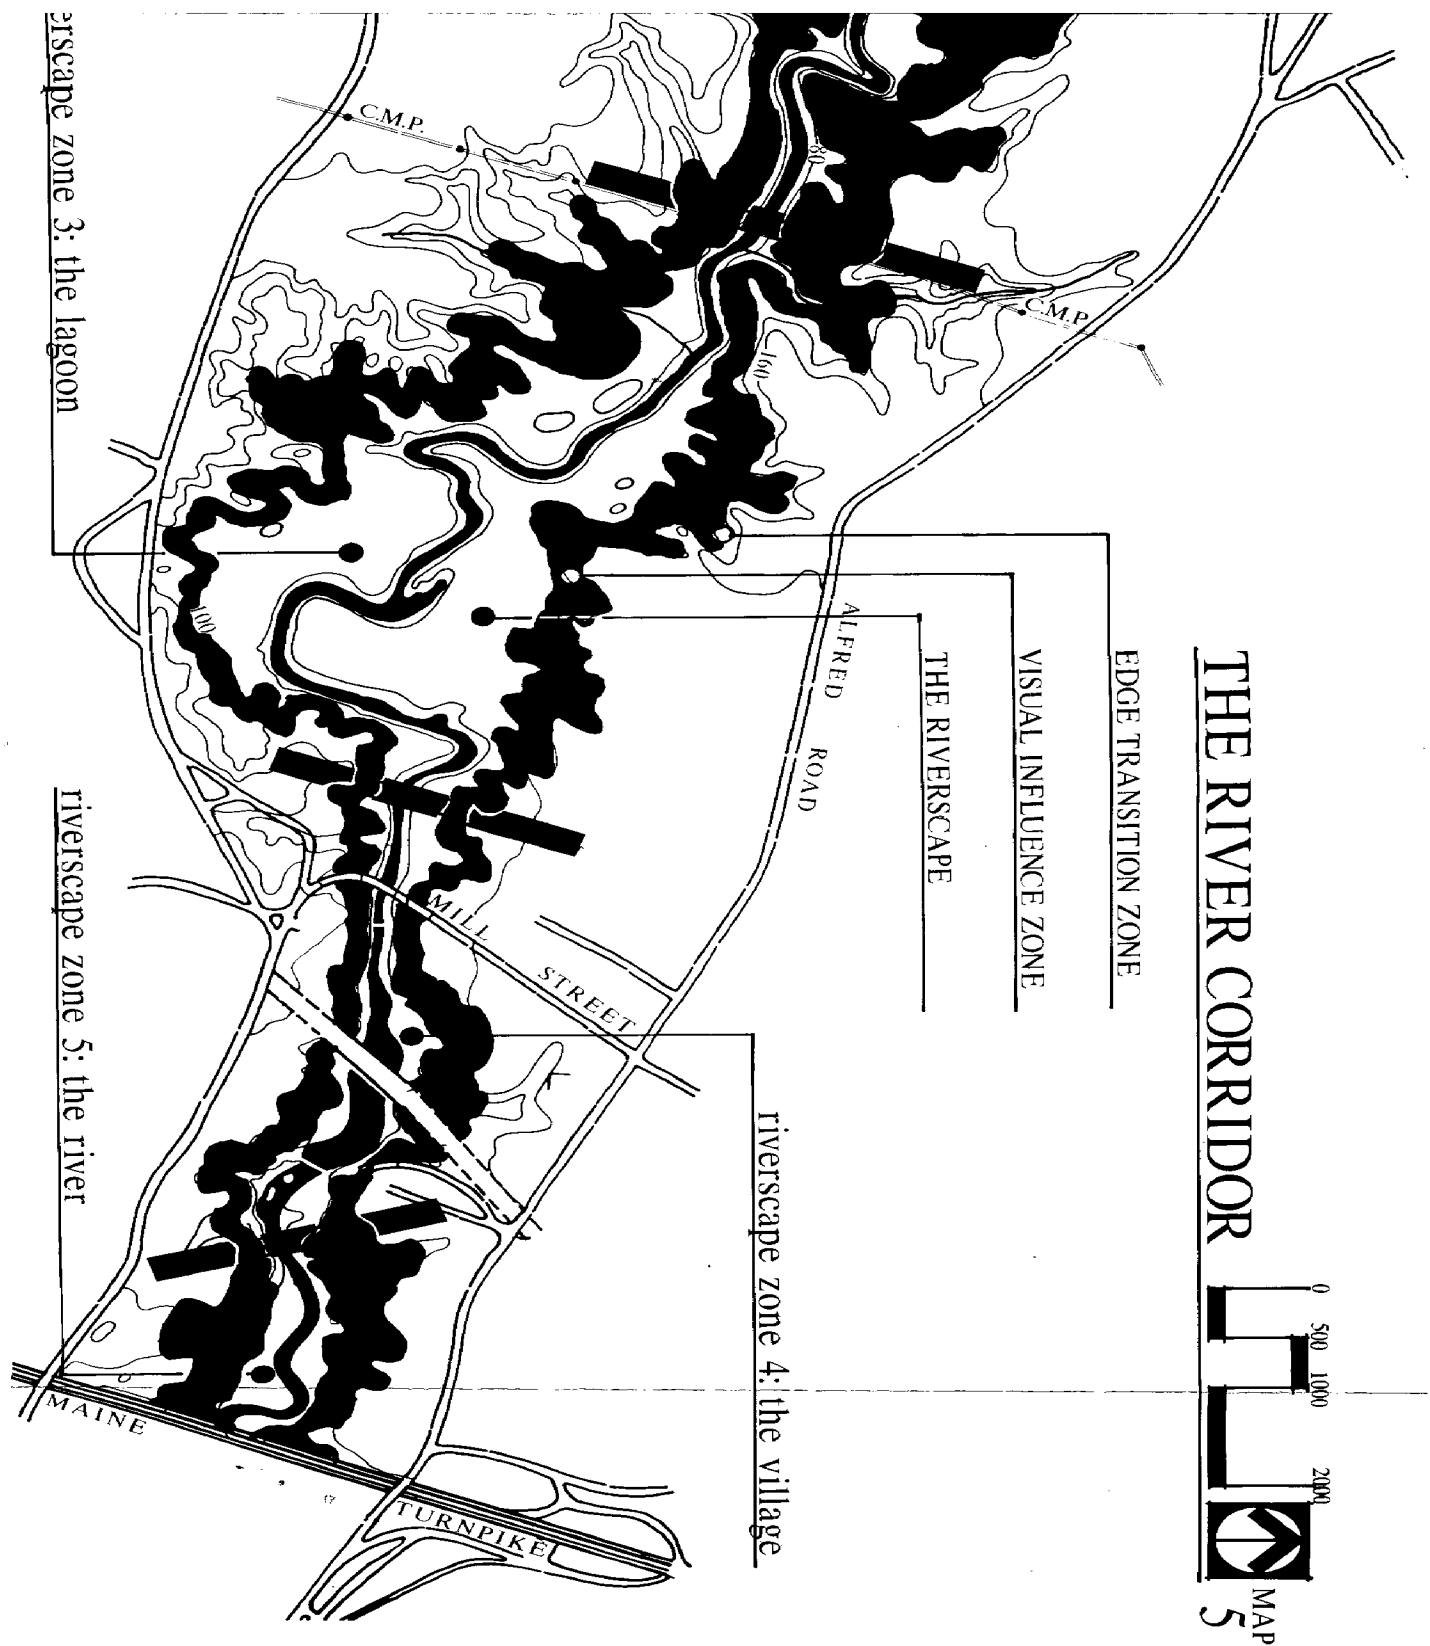 THE RIVER CORRIDOR
0 500 1000 2000
MAP
5
EDGE TRANSITION ZONE
VISUAL INFLUENCE ZONE
THE RIVERSCAPE
riverscape zone 4: the village
erscape zone 3: the lagoon
riverscape zone 5: the river
C.M.P.
C.M.P.
80
160
100
ALFRED ROAD
MILL STREET
MAINE TURNPIKE